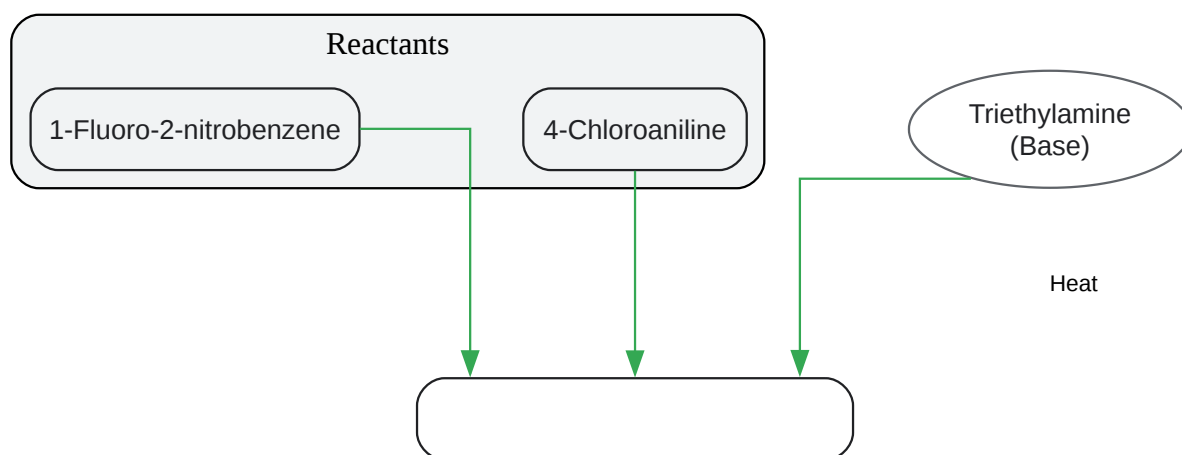 Reactants
1-Fluoro-2-nitrobenzene
4-Chloroaniline
Triethylamine
(Base)
Heat